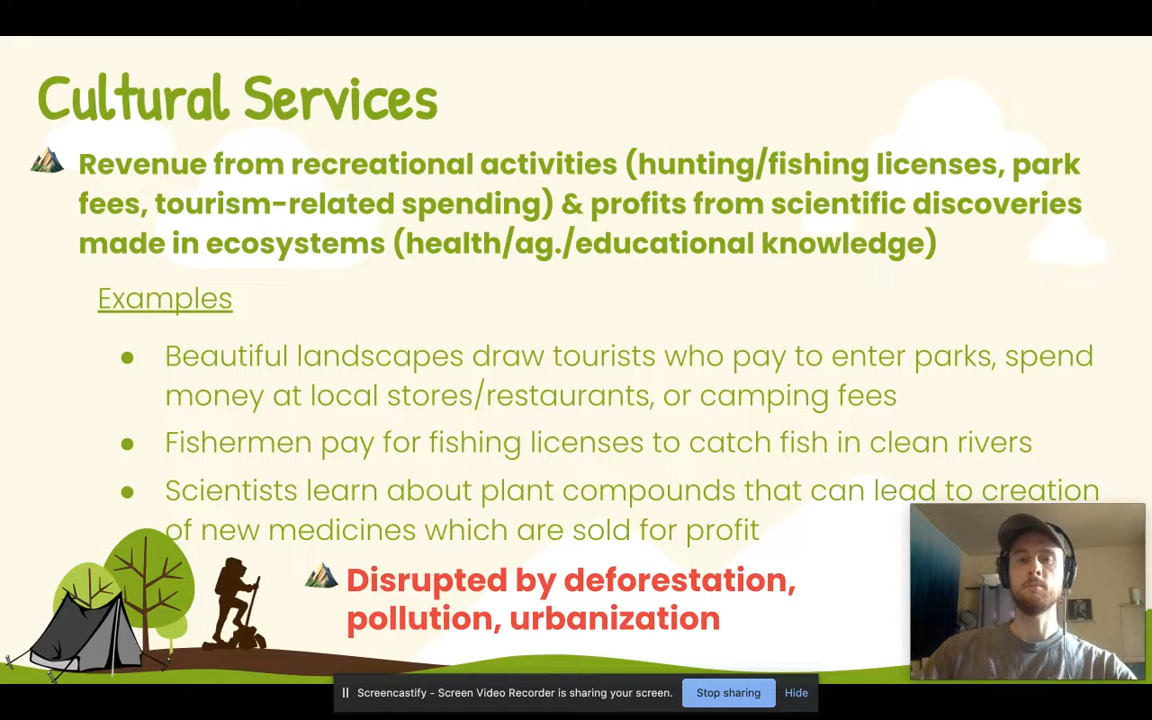 Cultural Services
Revenue from recreational activities (hunting/fishing licenses, park
fees, tourism-related spending) & profits from scientific discoveries
made in ecosystems (health/ag./educational knowledge)
Examples
● Beautiful landscapes draw tourists who pay to enter parks, spend
money at local stores/restaurants, or camping fees
● Fishermen pay for fishing licenses to catch fish in clean rivers
● Scientists learn about plant compounds that can lead to creation
of new medicines which are sold for profit
Disrupted by deforestation,
pollution, urbanization
Screencastify - Screen Video Recorder is sharing your screen. Stop sharing Hide